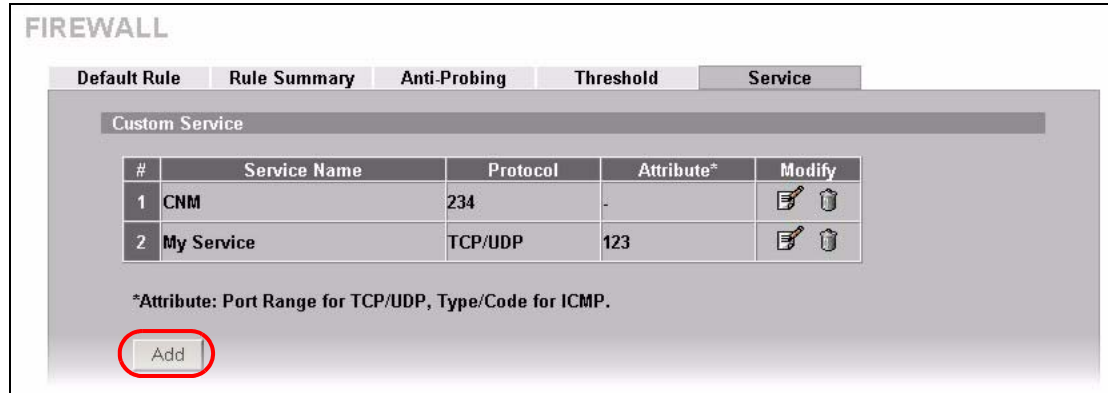 FIREWALL
Default Rule Rule Summary Anti-Probing Threshold Service
Custom Service
# Service Name Protocol Attribute* Modify
1 CNM 234 -
2 My Service TCP/UDP 123
*Attribute: Port Range for TCP/UDP, Type/Code for ICMP.
Add